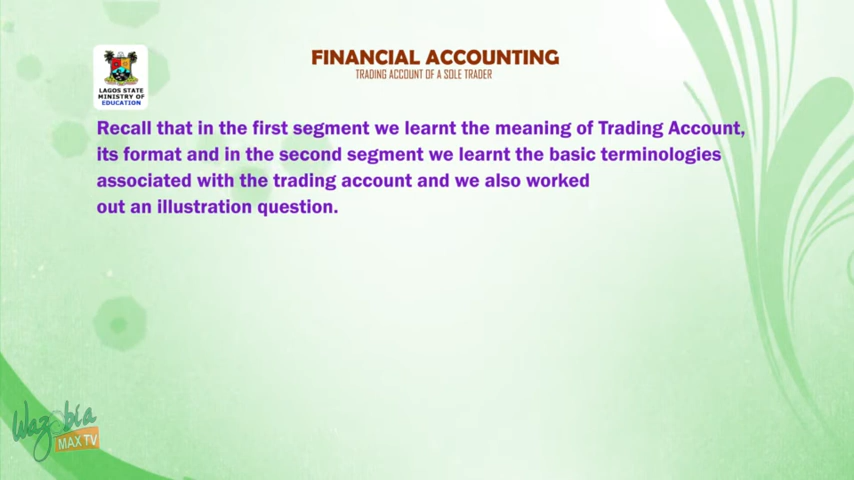 FINANCIAL ACCOUNTING
TRADING ACCOUNT OF A SOLE TRADER
LAGOS STATE
MINISTRY OF
EDUCATION
Recall that in the first segment we learnt the meaning of Trading Account,
its format and in the second segment we learnt the basic terminologies
associated with the trading account and we also worked
out an illustration question.
Wazobia
MAX TV